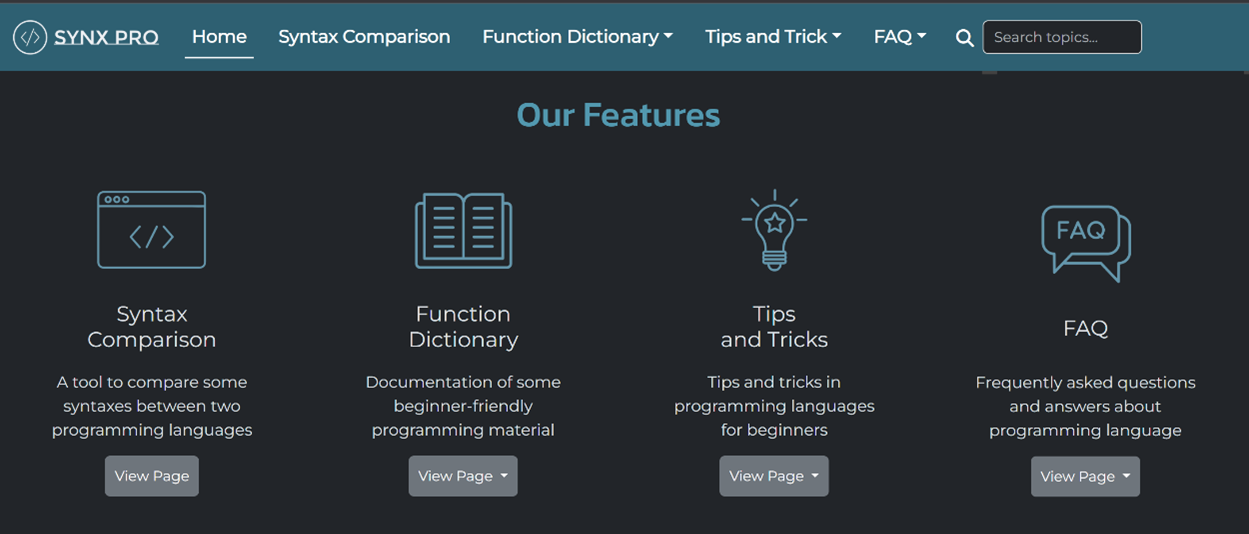 SYNX PRO Home Syntax Comparison Function Dictionary Tips and Trick FAQ Search topics...
Our Features
</>
FAQ
Syntax
Comparison
A tool to compare some
syntaxes between two
programming languages
View Page
Function
Dictionary
Documentation of some
beginner-friendly
programming material
View Page
Tips
and Tricks
Tips and tricks in
programming languages
for beginners
View Page
FAQ
Frequently asked questions
and answers about
programming language
View Page